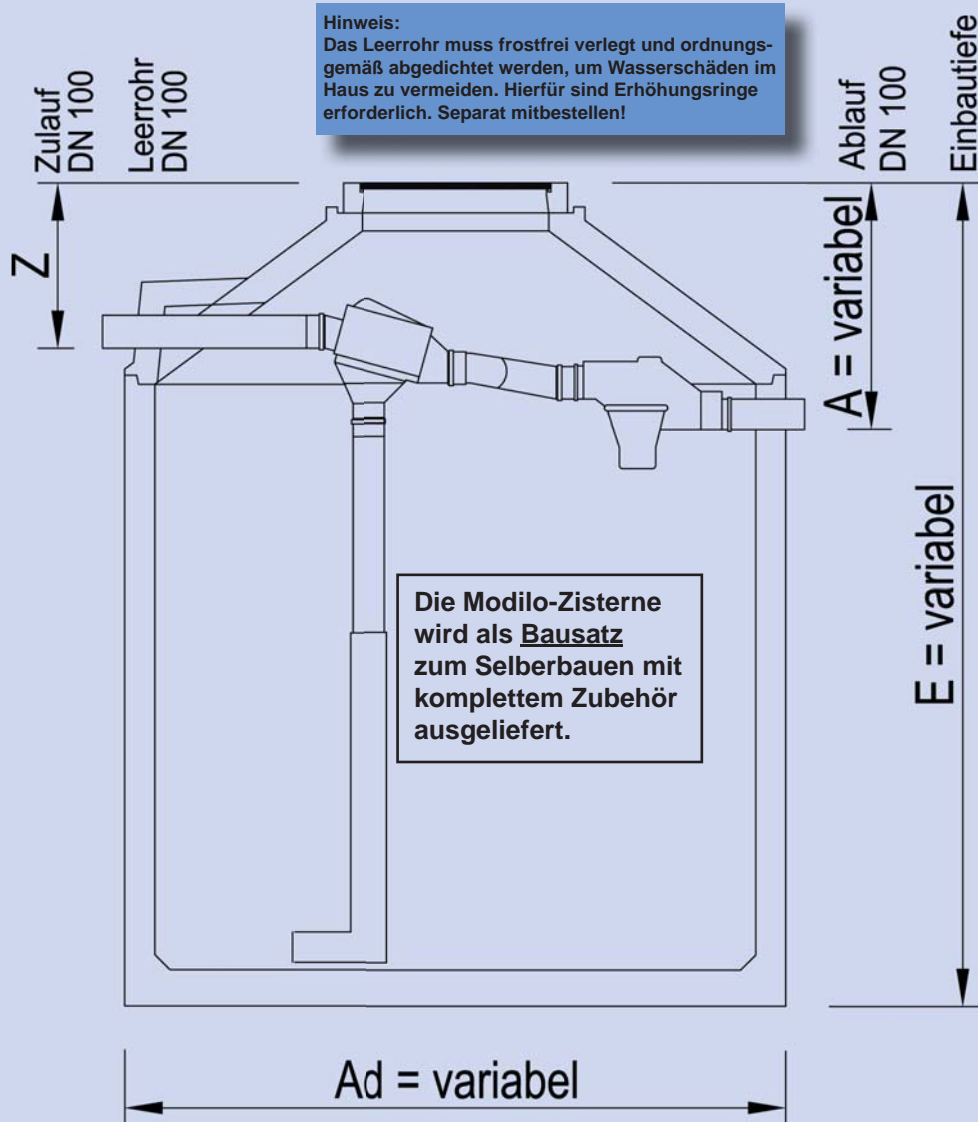 Hinweis:
Das Leerrohr muss frostfrei verlegt und ordnungs-
gemäß abgedichtet werden, um Wasserschäden im
Haus zu vermeiden. Hierfür sind Erhöhungsringe
erforderlich. Separat mitbestellen!
Zulauf
DN 100
Leerrohr
DN 100
Ablauf
DN 100
Einbautiefe
Z
A = variabel
E = variabel
Die Modilo-Zisterne
wird als Bausatz
zum Selberbauen mit
komplettem Zubehör
ausgeliefert.
Ad = variabel